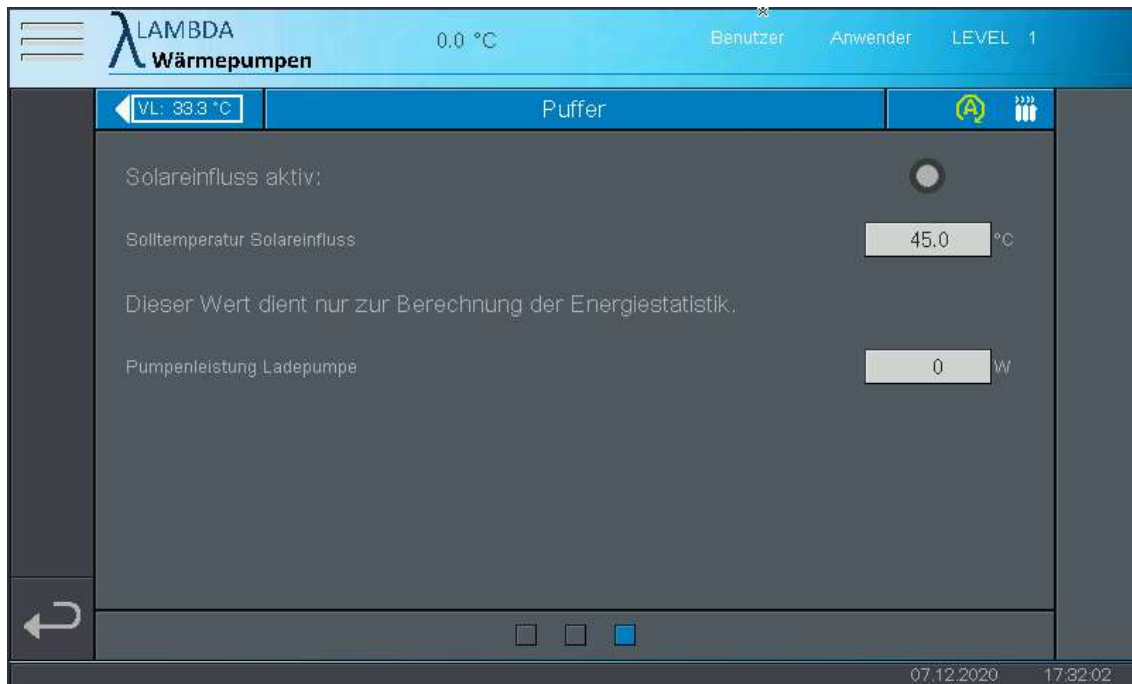 LAMBDA
Wärmepumpen
0.0 °C
Benutzer Anwender LEVEL 1
VL: 33.3 °C
Puffer
Solareinfluss aktiv:
Solltemperatur Solareinfluss 45.0 °C
Dieser Wert dient nur zur Berechnung der Energiestatistik.
Pumpenleistung Ladepumpe 0 W
07.12.2020 17:32:02